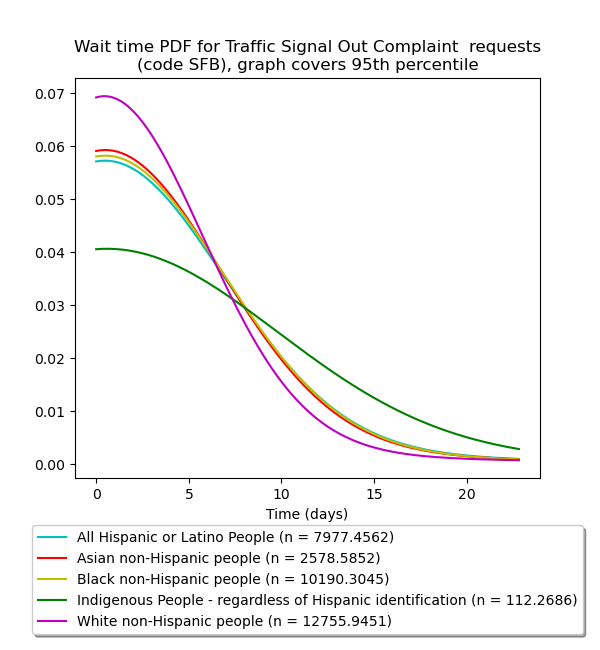 Wait time PDF for Traffic Signal Out Complaint  requests
(code SFB), graph covers 95th percentile
0.07
0.06
0.05
0.04
0.03
0.02
0.01
0.00
0 5 10 15 20
Time (days)
All Hispanic or Latino People (n = 7977.4562)
Asian non-Hispanic people (n = 2578.5852)
Black non-Hispanic people (n = 10190.3045)
Indigenous People - regardless of Hispanic identification (n = 112.2686)
White non-Hispanic people (n = 12755.9451)